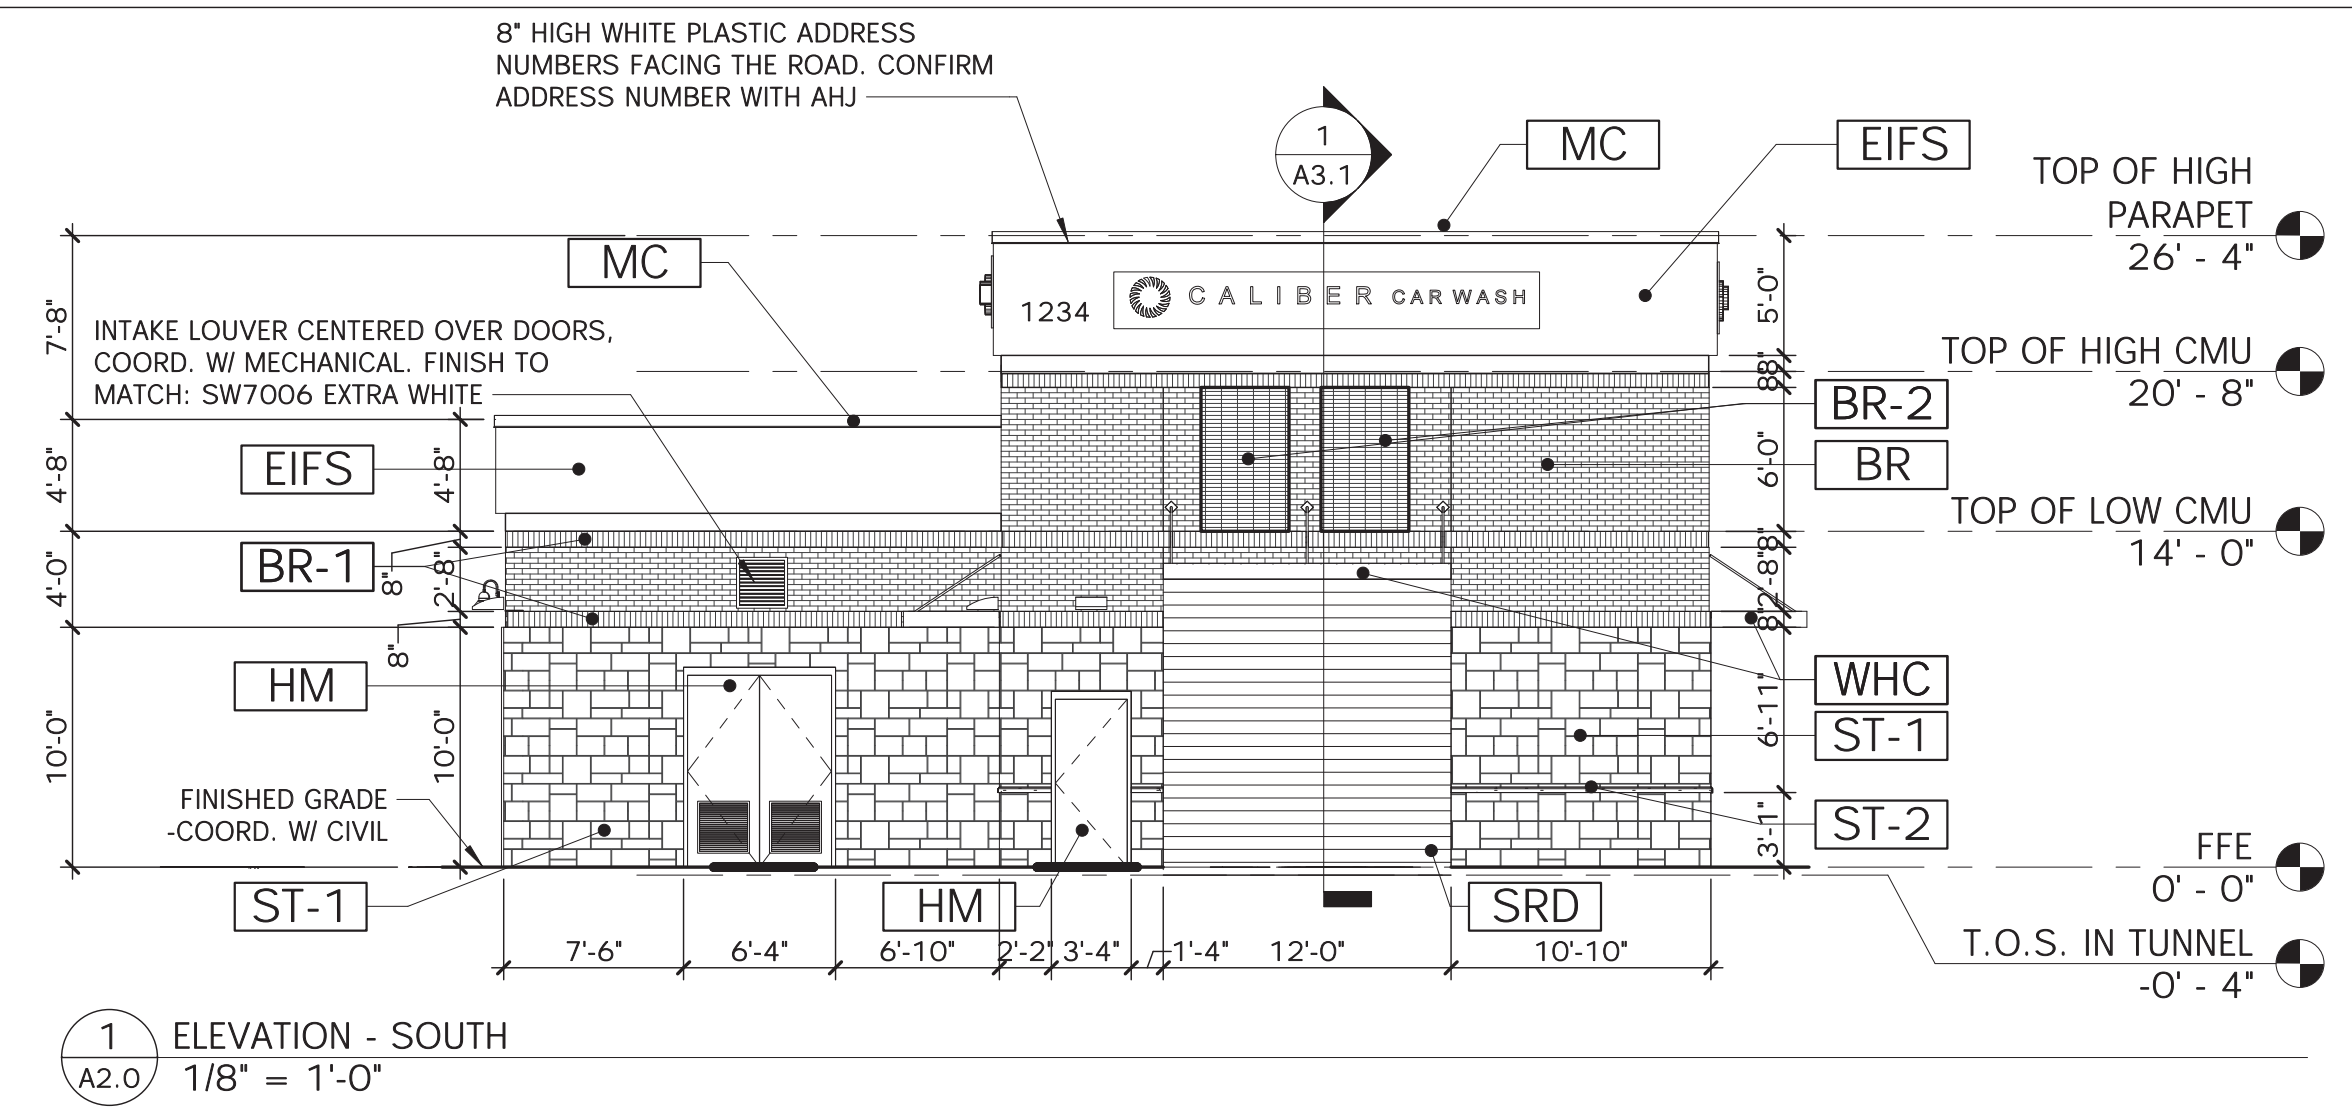 8" HIGH WHITE PLASTIC ADDRESS
NUMBERS FACING THE ROAD. CONFIRM
ADDRESS NUMBER WITH AHJ
1
A3.1
MC
EIFS
TOP OF HIGH
PARAPET
26' - 4"
MC
7'-8"
INTAKE LOUVER CENTERED OVER DOORS,
COORD. W/ MECHANICAL. FINISH TO
MATCH: SW7006 EXTRA WHITE
1234
CALIBER CAR WASH
5'-0"
TOP OF HIGH CMU
20' - 8"
8"
8"
BR-2
EIFS
4'-8"
4'-8"
BR
6'-0"
TOP OF LOW CMU
14' - 0"
BR-1
4'-0"
8"
2'-8"
8"
8"
2'-8"
8"
HM
WHC
ST-1
6'-11"
10'-0"
10'-0"
FINISHED GRADE
-COORD. W/ CIVIL
ST-2
3'-1"
FFE
0' - 0"
ST-1
HM
SRD
T.O.S. IN TUNNEL
-0' - 4"
7'-6"
6'-4"
6'-10"
2'-2"
3'-4"
1'-4"
12'-0"
10'-10"
1
A2.0
ELEVATION - SOUTH
1/8" = 1'-0"